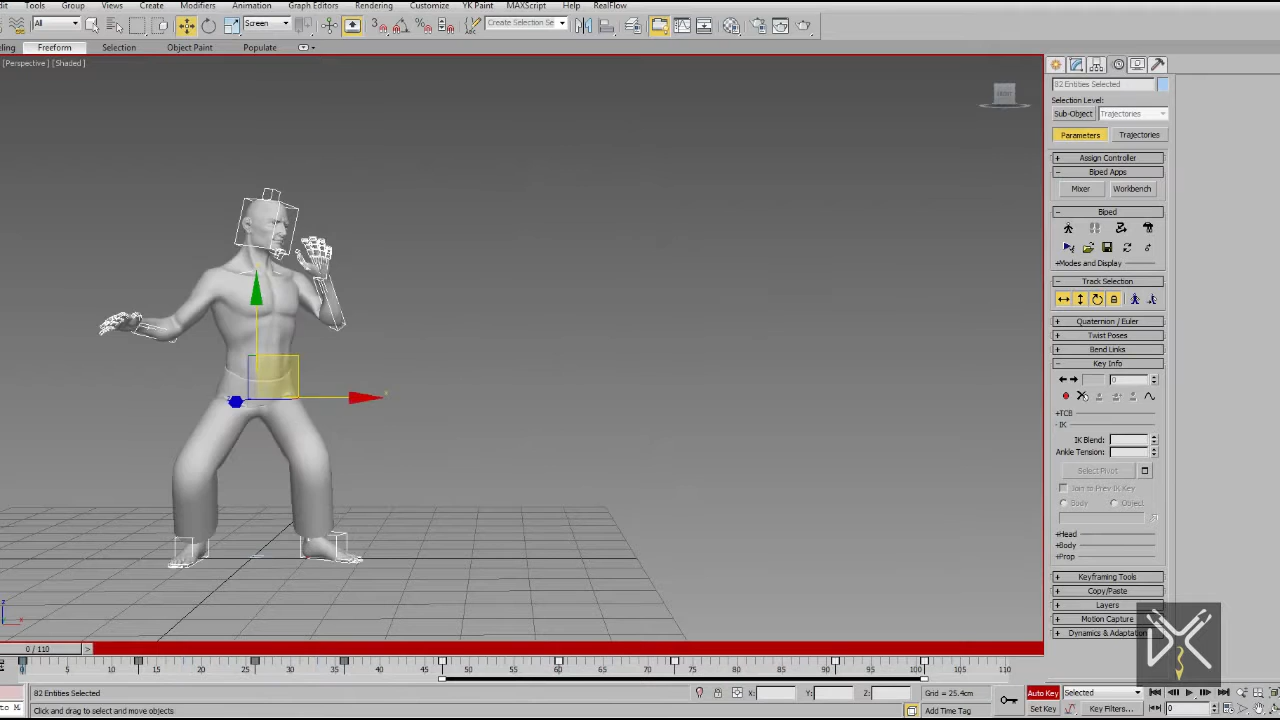 Tools Group Views Create Modifiers Animation Graph Editors Rendering Customize YK Paint MAXScript Help RealFlow
All Screen 3 Create Selection Se
Freeform Selection Object Paint Populate
[Perspective] [Shaded]
FRONT
82 Entities Selected
Selection Level:
Sub-Object Trajectories
Parameters Trajectories
+ Assign Controller
- Biped Apps
Mixer Workbench
- Biped
+Modes and Display
- Track Selection
+ Quaternion / Euler
+ Twist Poses
+ Bend Links
- Key Info
0
+TCB
- IK
IK Blend:
Ankle Tension:
Select Pivot
Join to Prev IK Key
Body Object
+Head
+Body
+Prop
+ Keyframing Tools
+ Copy/Paste
+ Layers
+ Motion Capture
+ Dynamics & Adaptation
0 / 110 >
0 5 10 15 20 25 30 35 40 45 50 55 60 65 70 75 80 85 90 95 100 105 110
82 Entities Selected X: Y: Z: Grid = 25.4cm Auto Key Selected
Click and drag to select and move objects Add Time Tag Set Key Key Filters... 0